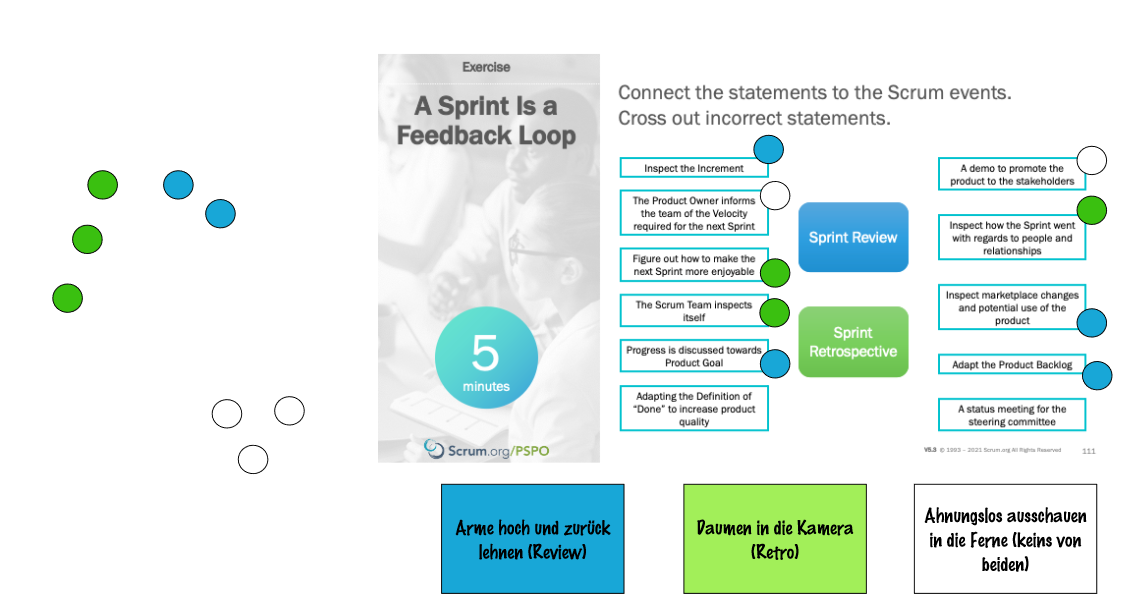 Exercise
A Sprint Is a
Feedback Loop
5
minutes
Scrum.org/PSPO
Connect the statements to the Scrum events.
Cross out incorrect statements.
Inspect the Increment
The Product Owner informs
the team of the Velocity
required for the next Sprint
Figure out how to make the
next Sprint more enjoyable
The Scrum Team inspects
itself
Progress is discussed towards
Product Goal
Adapting the Definition of
“Done” to increase product
quality
Sprint Review
Sprint
Retrospective
A demo to promote the
product to the stakeholders
Inspect how the Sprint went
with regards to people and
relationships
Inspect marketplace changes
and potential use of the
product
Adapt the Product Backlog
A status meeting for the
steering committee
V5.3 © 1993 – 2021 Scrum.org All Rights Reserved
111
Arme hoch und zurück
lehnen (Review)
Daumen in die Kamera
(Retro)
Ahnungslos ausschauen
in die Ferne (keins von
beiden)